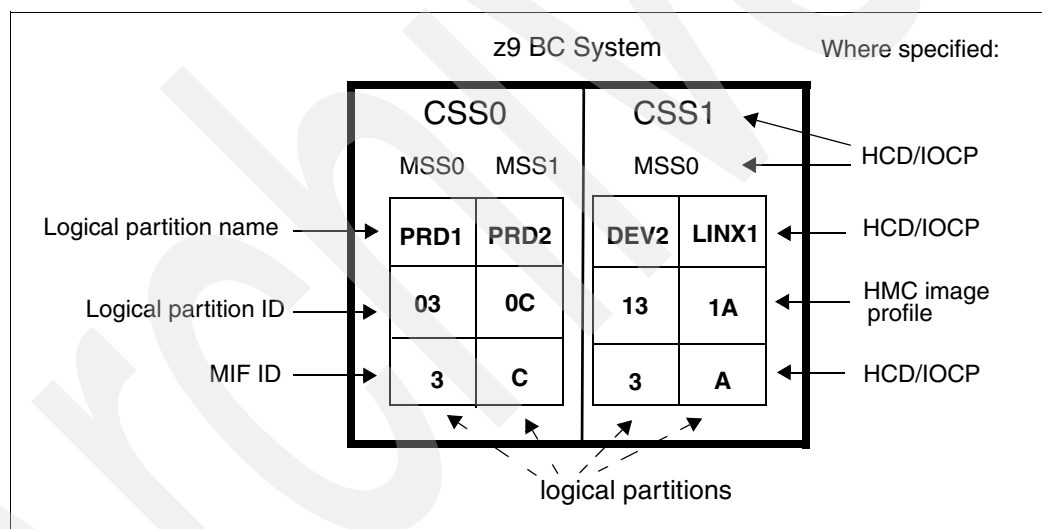 z9 BC System Where specified:
CSS0 CSS1
MSS0 MSS1 MSS0 HCD/IOCP
Logical partition name PRD1 PRD2 DEV2 LINX1 HCD/IOCP
Logical partition ID 03 0C 13 1A HMC image profile
MIF ID 3 C 3 A HCD/IOCP
logical partitions